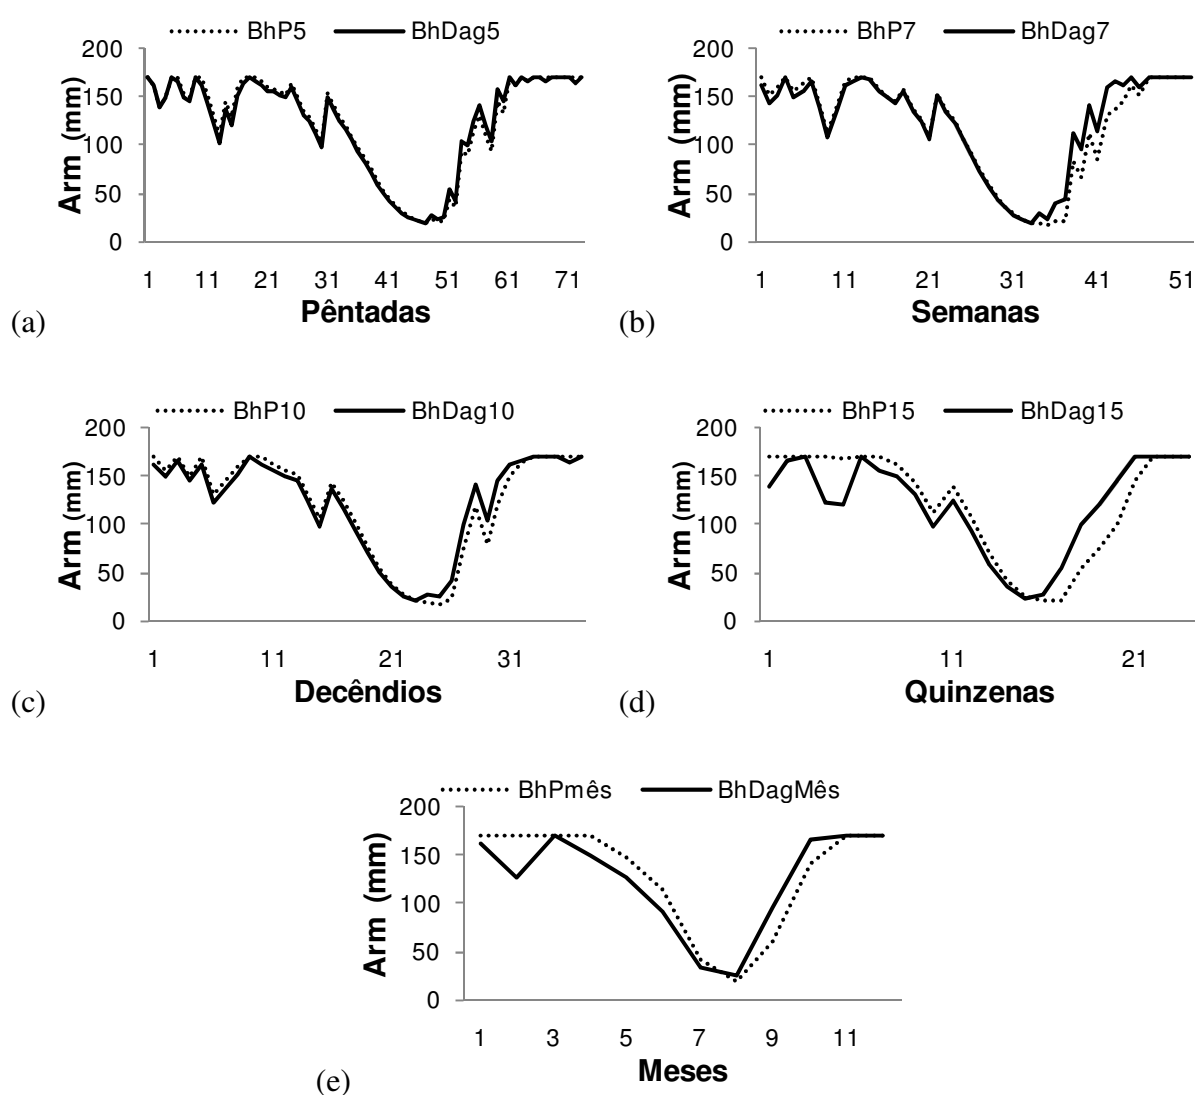 BhP5 BhDag5
200
150
100
50
0
Arm (mm)
1 11 21 31 41 51 61 71
Pêntadas
(a)
BhP7 BhDag7
200
150
100
50
0
Arm (mm)
1 11 21 31 41 51
Semanas
(b)
BhP10 BhDag10
200
150
100
50
0
Arm (mm)
1 11 21 31
Decêndios
(c)
BhP15 BhDag15
200
150
100
50
0
Arm (mm)
1 11 21
Quinzenas
(d)
BhPmês BhDagMês
200
150
100
50
0
Arm (mm)
1 3 5 7 9 11
Meses
(e)